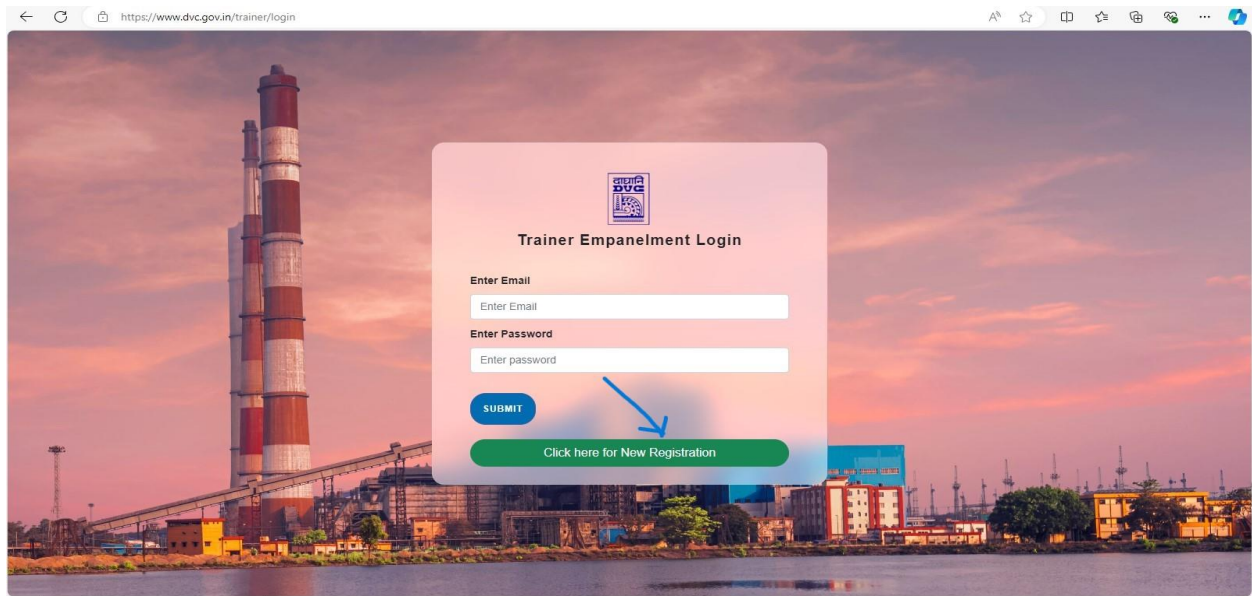 https://www.dvc.gov.in/trainer/login
DVC
Trainer Empanelment Login
Enter Email
Enter Email
Enter Password
Enter password
SUBMIT
Click here for New Registration